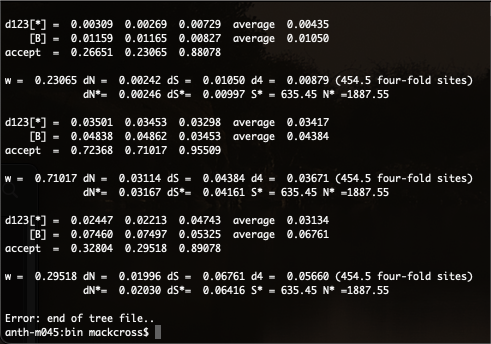 d123[*] = 0.00309 0.00269 0.00729 average 0.00435
[B] = 0.01159 0.01165 0.00827 average 0.01050
accept = 0.26651 0.23065 0.88078
w = 0.23065 dN = 0.00242 dS = 0.01050 d4 = 0.00879 (454.5 four-fold sites)
dN*= 0.00246 dS*= 0.00997 S* = 635.45 N* =1887.55
d123[*] = 0.03501 0.03453 0.03298 average 0.03417
[B] = 0.04838 0.04862 0.03453 average 0.04384
accept = 0.72368 0.71017 0.95509
w = 0.71017 dN = 0.03114 dS = 0.04384 d4 = 0.03671 (454.5 four-fold sites)
dN*= 0.03167 dS*= 0.04161 S* = 635.45 N* =1887.55
d123[*] = 0.02447 0.02213 0.04743 average 0.03134
[B] = 0.07460 0.07497 0.05325 average 0.06761
accept = 0.32804 0.29518 0.89078
w = 0.29518 dN = 0.01996 dS = 0.06761 d4 = 0.05660 (454.5 four-fold sites)
dN*= 0.02030 dS*= 0.06416 S* = 635.45 N* =1887.55
Error: end of tree file..
anth-m045:bin mackcross$